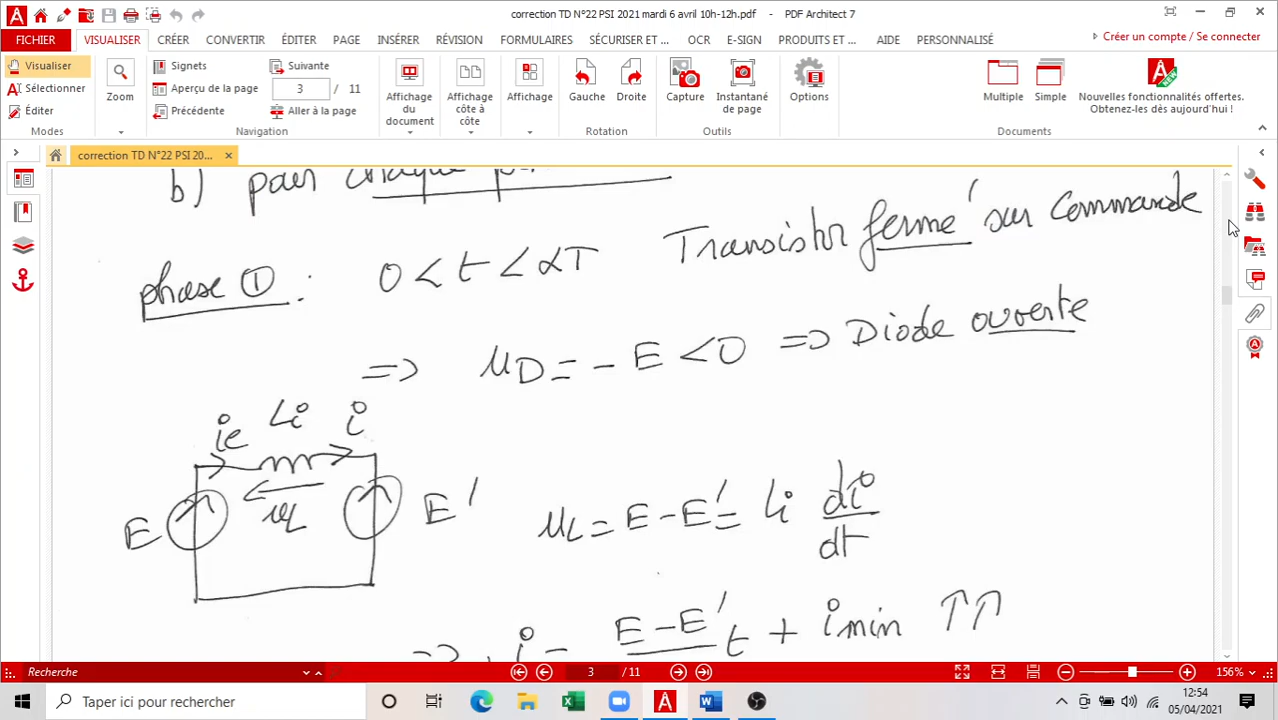 correction TD N°22 PSI 2021 mardi 6 avril 10h-12h.pdf - PDF Architect 7
FICHIER VISUALISER CRÉER CONVERTIR ÉDITER PAGE INSÉRER RÉVISION FORMULAIRES SÉCURISER ET ... OCR E-SSN PRODUITS ET ... AIDE PERSONNALISÉ Créer un compte / Se connecter
Visualiser Signets Suivante
Sélectionner Aperçu de la page 3 / 11
Éditer Précédente Aller à la page
Zoom
Affichage du document
Affichage côte à côte
Affichage
Gauche Droite
Capture Instantané de page
Options
Multiple Simple
Nouvelles fonctionnalités offertes. Obtenez-les dès aujourd'hui !
Modes Navigation Rotation Outils Documents
correction TD N°22 PSI 20...
b) pour chaque
phase ① : 0 < t < αT Transistor fermé sur commande
=> uD = - E < 0 => Diode ouverte
ie Li i
E uL E' uL = E - E' = Li di/dt
=> i = E - E' t + i min ↑↑
Recherche 3 / 11 156%
Taper ici pour rechercher
12:54
05/04/2021